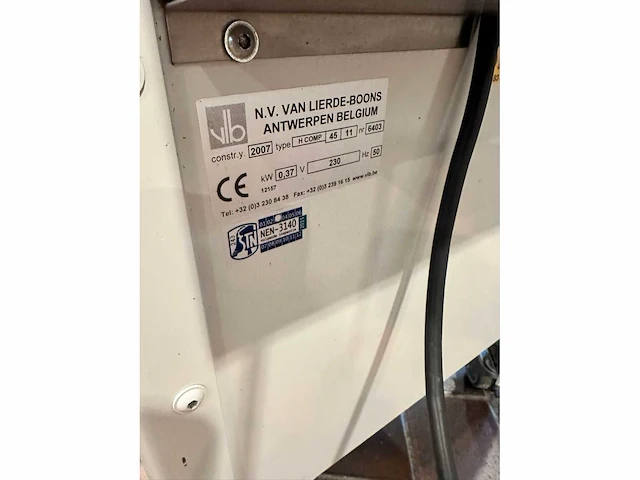 vlb
N.V. VAN LIERDE-BOONS
ANTWERPEN BELGIUM
constr.y. 2007 type H COMP 45 11 nr 6403
CE kW 0,37 V 230 Hz 50
12157
Tel: +32 (0)3 230 64 38 Fax: +32 (0)3 239 16 15 www.vlb.be
NEN-3140